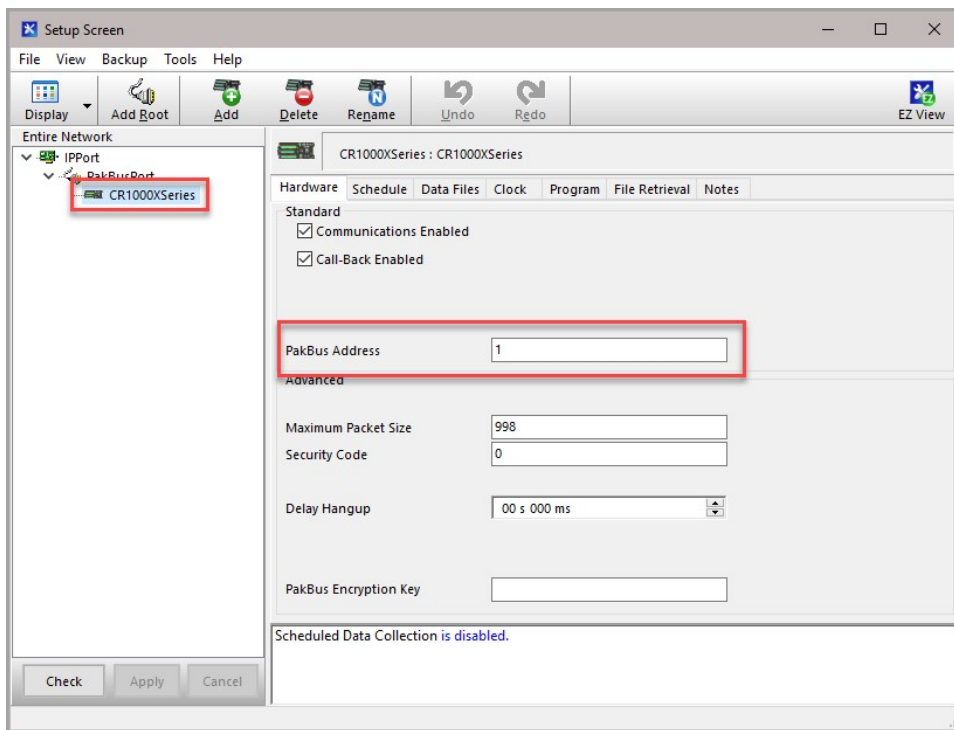 Setup Screen
File View Backup Tools Help
Display Add Root Add Delete Rename Undo Redo EZ View
Entire Network
IPPort
PakBusPort
CR1000XSeries
CR1000XSeries : CR1000XSeries
Hardware Schedule Data Files Clock Program File Retrieval Notes
Standard
Communications Enabled
Call-Back Enabled
PakBus Address 1
Advanced
Maximum Packet Size 998
Security Code 0
Delay Hangup 00 s 000 ms
PakBus Encryption Key
Scheduled Data Collection is disabled.
Check Apply Cancel